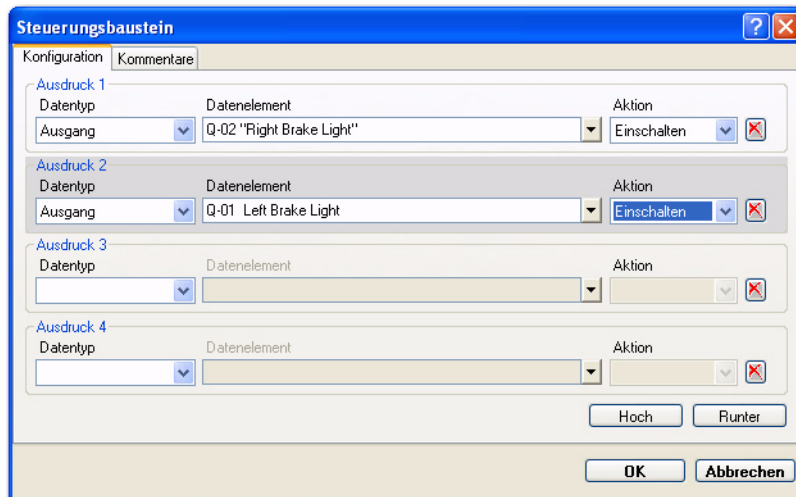 Steuerungsbaustein
Konfiguration Kommentare
Ausdruck 1
Datentyp Datenelement Aktion
Ausgang Q-02 "Right Brake Light" Einschalten
Ausdruck 2
Datentyp Datenelement Aktion
Ausgang Q-01 Left Brake Light Einschalten
Ausdruck 3
Datentyp Datenelement Aktion
Ausdruck 4
Datentyp Datenelement Aktion
Hoch Runter
OK Abbrechen